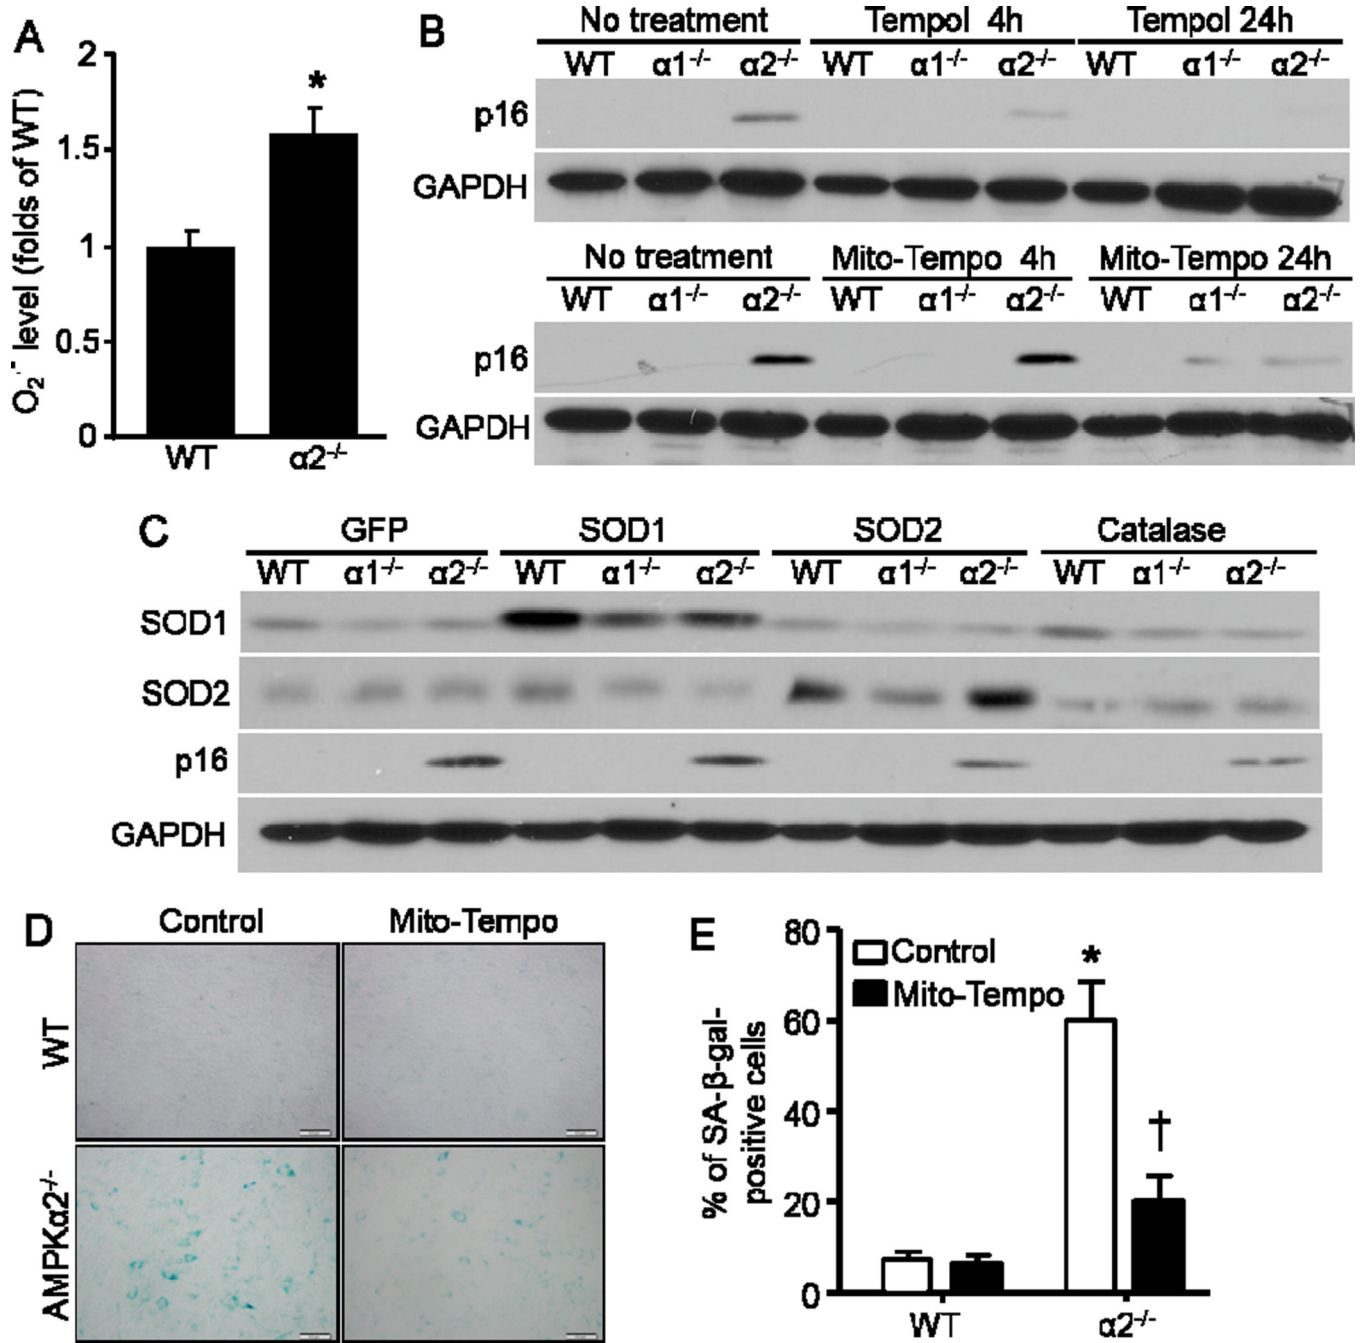 A
2
1.5
1
0.5
0
O₂·⁻ level (folds of WT)
*
WT α2⁻/⁻
B
No treatment Tempol 4h Tempol 24h
WT α1⁻/⁻ α2⁻/⁻ WT α1⁻/⁻ α2⁻/⁻ WT α1⁻/⁻ α2⁻/⁻
p16
GAPDH
No treatment Mito-Tempo 4h Mito-Tempo 24h
WT α1⁻/⁻ α2⁻/⁻ WT α1⁻/⁻ α2⁻/⁻ WT α1⁻/⁻ α2⁻/⁻
p16
GAPDH
C
GFP SOD1 SOD2 Catalase
WT α1⁻/⁻ α2⁻/⁻ WT α1⁻/⁻ α2⁻/⁻ WT α1⁻/⁻ α2⁻/⁻ WT α1⁻/⁻ α2⁻/⁻
SOD1
SOD2
p16
GAPDH
D
Control Mito-Tempo
WT
AMPKα2⁻/⁻
E
80
60
40
20
0
% of SA-β-gal-
positive cells
Control
Mito-Tempo
*
†
WT α2⁻/⁻